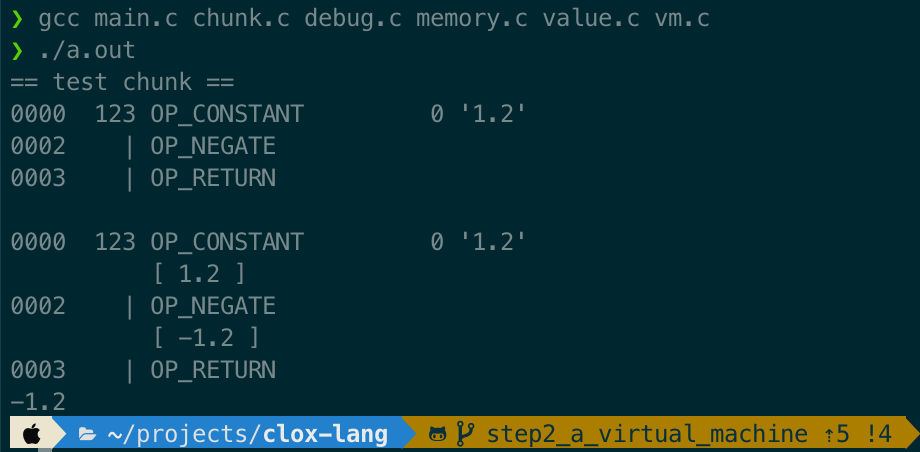 ❯ gcc main.c chunk.c debug.c memory.c value.c vm.c
❯ ./a.out
== test chunk ==
0000  123 OP_CONSTANT         0 '1.2'
0002    | OP_NEGATE
0003    | OP_RETURN

0000  123 OP_CONSTANT         0 '1.2'
          [ 1.2 ]
0002    | OP_NEGATE
          [ -1.2 ]
0003    | OP_RETURN
-1.2
~/projects/clox-lang step2_a_virtual_machine ⇡5 !4